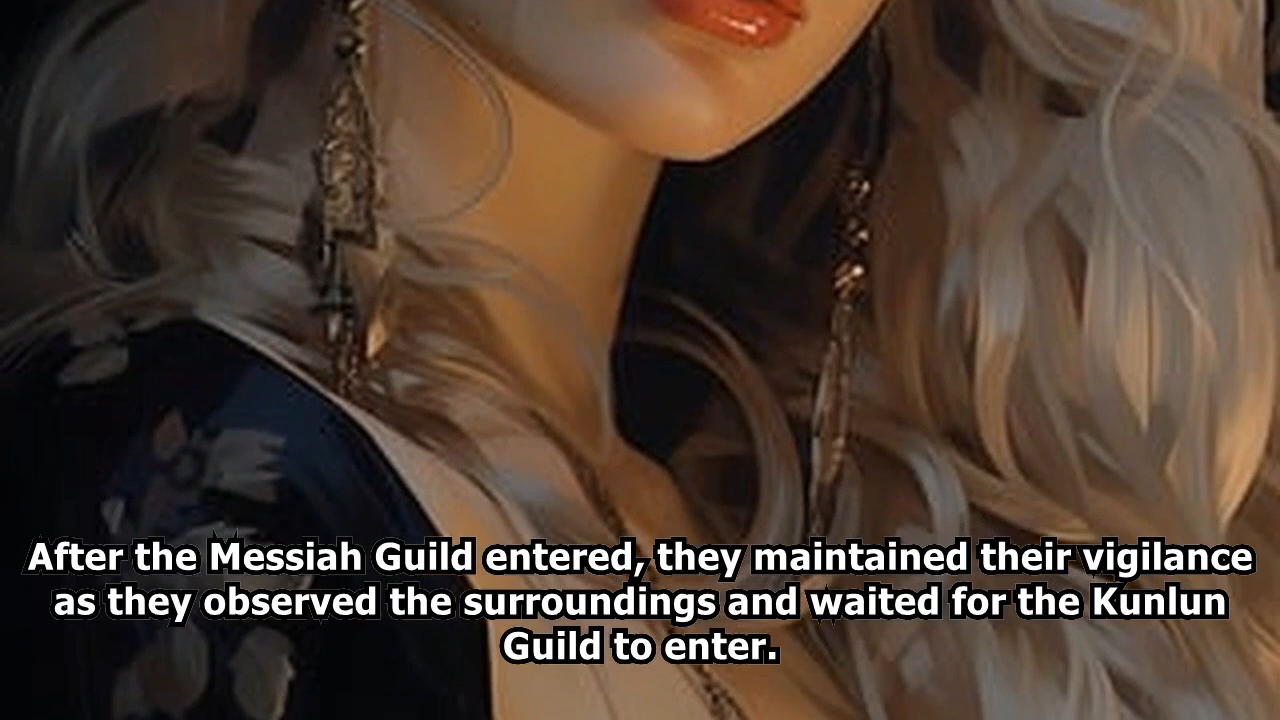 After the Messiah Guild entered, they maintained their vigilance
as they observed the surroundings and waited for the Kunlun
Guild to enter.